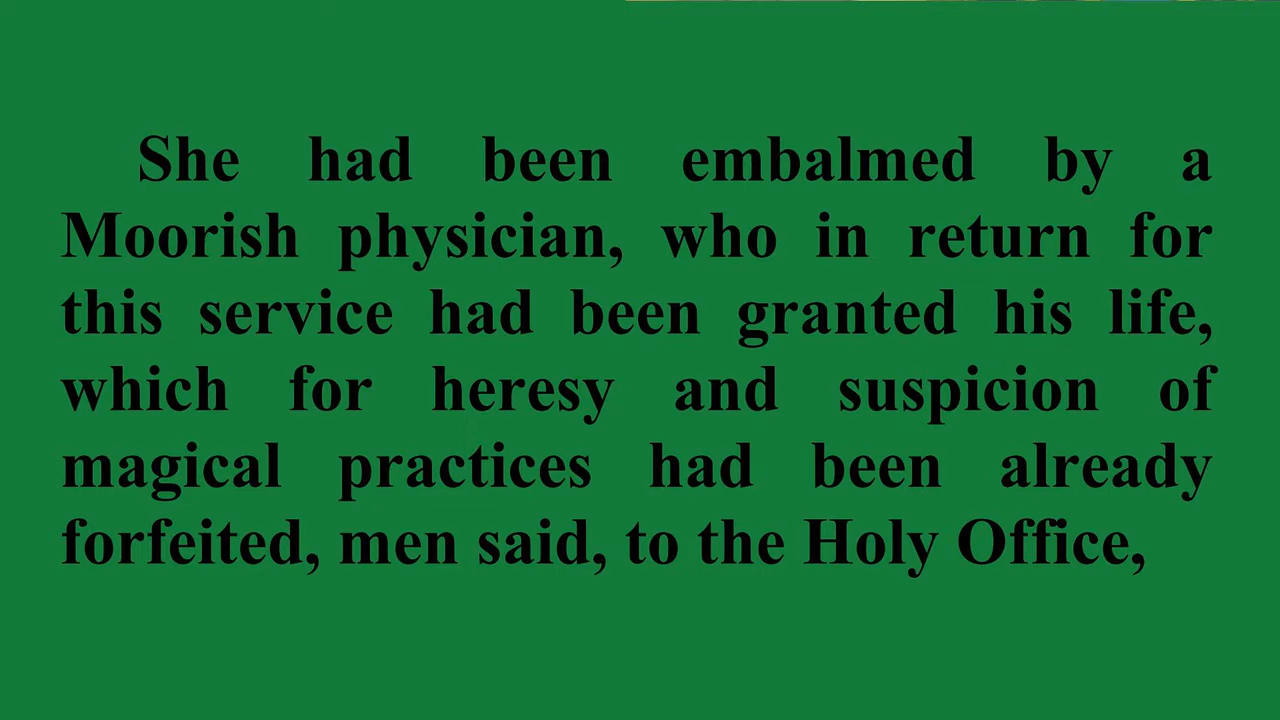 She had been embalmed by a
Moorish physician, who in return for
this service had been granted his life,
which for heresy and suspicion of
magical practices had been already
forfeited, men said, to the Holy Office,